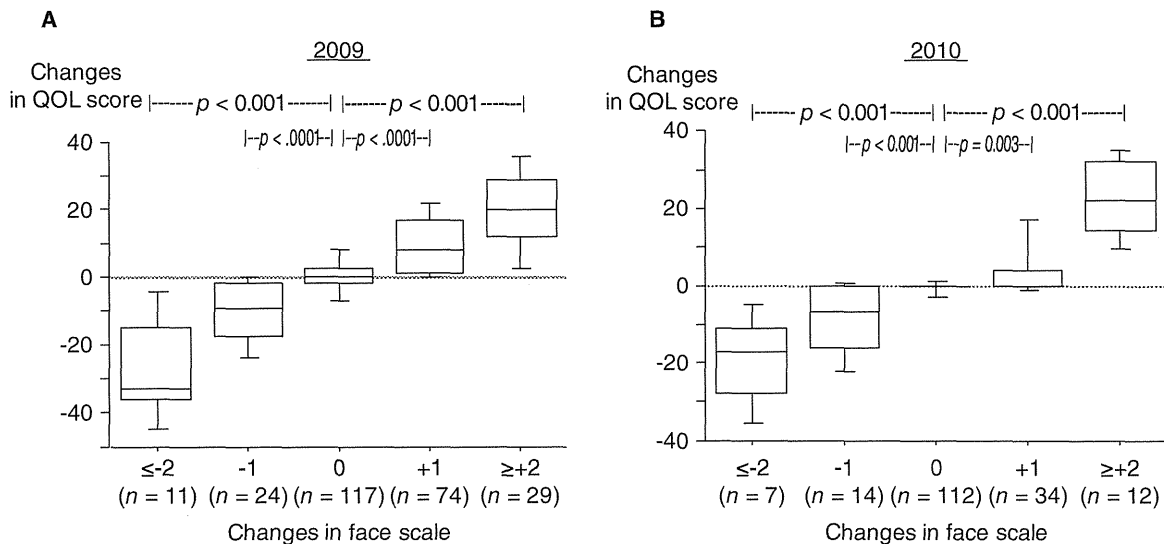 A
2009
Changes
in QOL score
p < 0.001
p < 0.001
p < .0001
p < .0001
40
20
0
-20
-40
≤-2
-1
0
+1
≥+2
(n = 11)
(n = 24)
(n = 117)
(n = 74)
(n = 29)
Changes in face scale
B
2010
Changes
in QOL score
p < 0.001
p < 0.001
p < 0.001
p = 0.003
40
20
0
-20
-40
≤-2
-1
0
+1
≥+2
(n = 7)
(n = 14)
(n = 112)
(n = 34)
(n = 12)
Changes in face scale